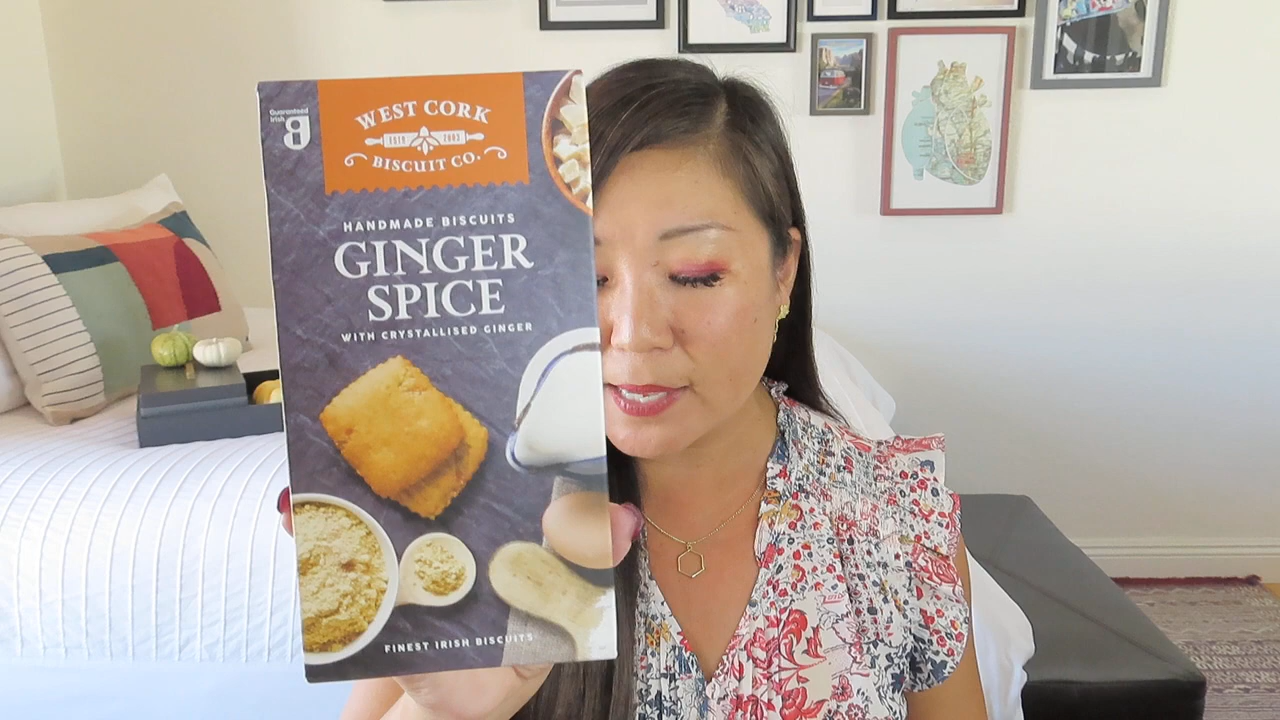 Guaranteed
Irish
WEST CORK
ESTD 2003
BISCUIT CO.
HANDMADE BISCUITS
GINGER
SPICE
WITH CRYSTALLISED GINGER
FINEST IRISH BISCUITS